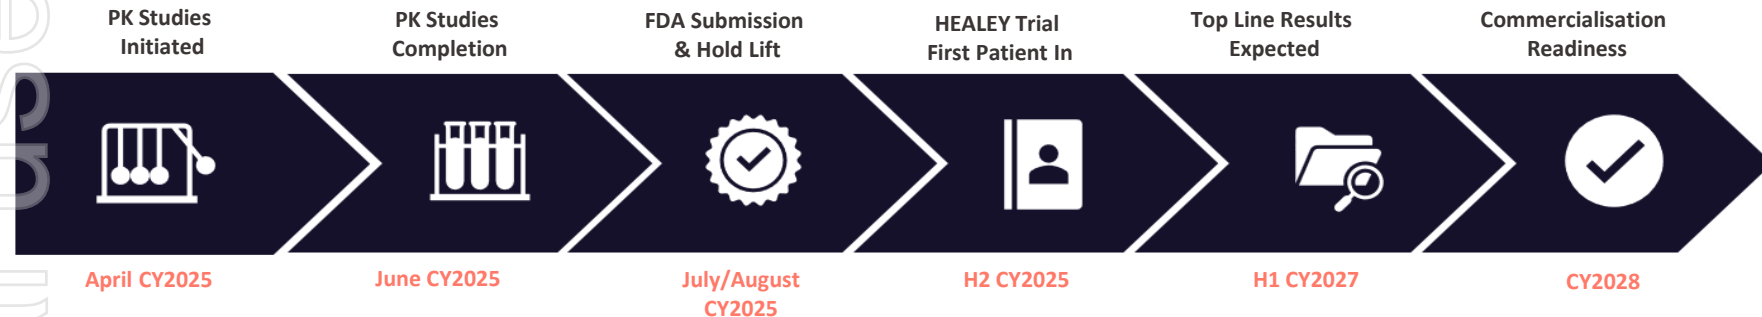 PK Studies
Initiated
PK Studies
Completion
FDA Submission
& Hold Lift
HEALEY Trial
First Patient In
Top Line Results
Expected
Commercialisation
Readiness
April CY2025
June CY2025
July/August
CY2025
H2 CY2025
H1 CY2027
CY2028